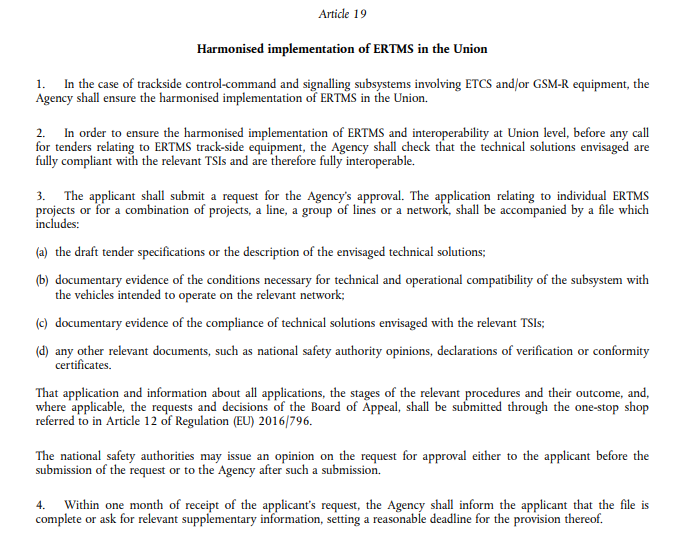 Article 19
Harmonised implementation of ERTMS in the Union
1. In the case of trackside control-command and signalling subsystems involving ETCS and/or GSM-R equipment, the
Agency shall ensure the harmonised implementation of ERTMS in the Union.
2. In order to ensure the harmonised implementation of ERTMS and interoperability at Union level, before any call
for tenders relating to ERTMS track-side equipment, the Agency shall check that the technical solutions envisaged are
fully compliant with the relevant TSIs and are therefore fully interoperable.
3. The applicant shall submit a request for the Agency's approval. The application relating to individual ERTMS
projects or for a combination of projects, a line, a group of lines or a network, shall be accompanied by a file which
includes:
(a) the draft tender specifications or the description of the envisaged technical solutions;
(b) documentary evidence of the conditions necessary for technical and operational compatibility of the subsystem with
the vehicles intended to operate on the relevant network;
(c) documentary evidence of the compliance of technical solutions envisaged with the relevant TSIs;
(d) any other relevant documents, such as national safety authority opinions, declarations of verification or conformity
certificates.
That application and information about all applications, the stages of the relevant procedures and their outcome, and,
where applicable, the requests and decisions of the Board of Appeal, shall be submitted through the one-stop shop
referred to in Article 12 of Regulation (EU) 2016/796.
The national safety authorities may issue an opinion on the request for approval either to the applicant before the
submission of the request or to the Agency after such a submission.
4. Within one month of receipt of the applicant's request, the Agency shall inform the applicant that the file is
complete or ask for relevant supplementary information, setting a reasonable deadline for the provision thereof.